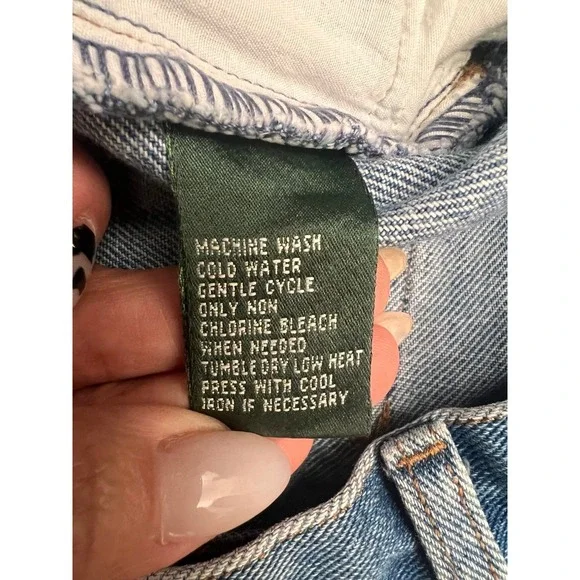 MACHINE WASH
COLD WATER
GENTLE CYCLE
ONLY NON
CHLORINE BLEACH
WHEN NEEDED
TUMBLE DRY LOW HEAT
PRESS WITH COOL
IRON IF NECESSARY